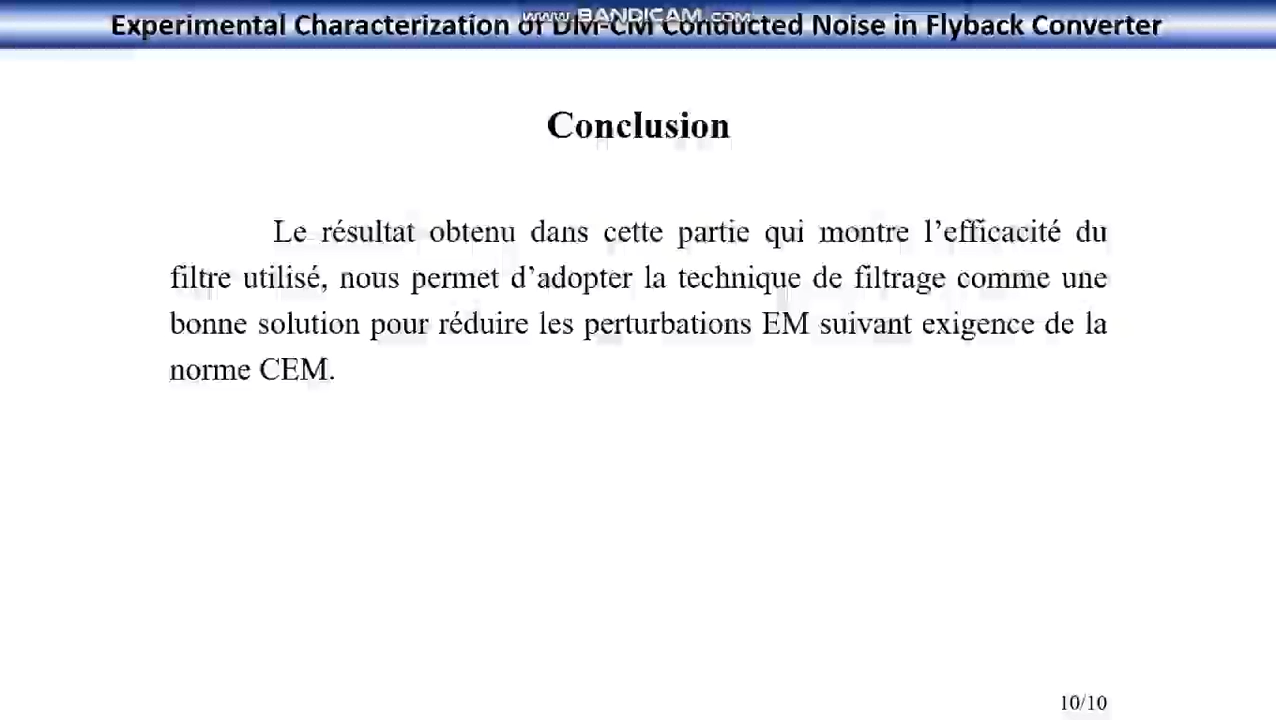 www.BANDICAM.com
Experimental Characterization of DM-CM Conducted Noise in Flyback Converter
Conclusion
Le résultat obtenu dans cette partie qui montre l’efficacité du
filtre utilisé, nous permet d’adopter la technique de filtrage comme une
bonne solution pour réduire les perturbations EM suivant exigence de la
norme CEM.
10/10